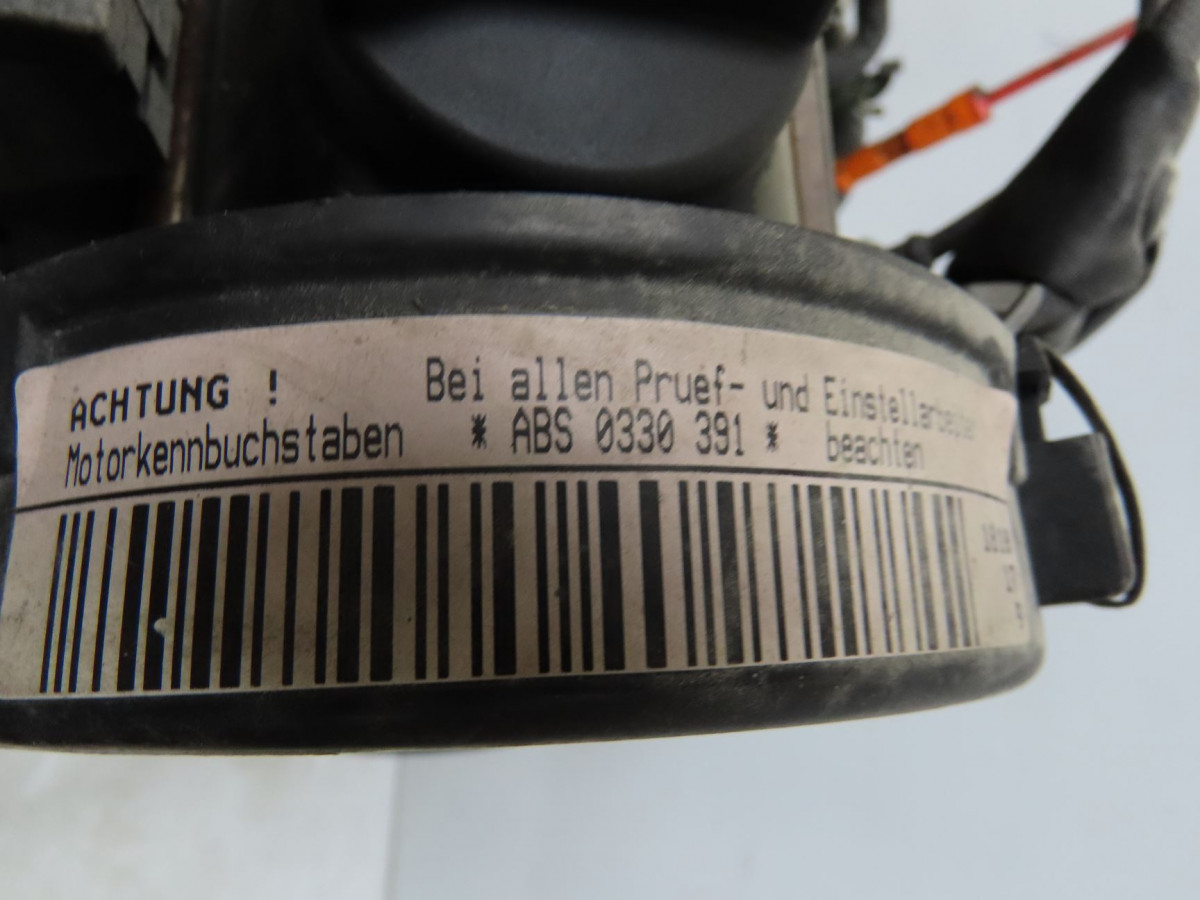 ACHTUNG ! Bei allen Pruef- und Einstellarbeiten
Motorkennbuchstaben * ABS 0330 391 * beachten